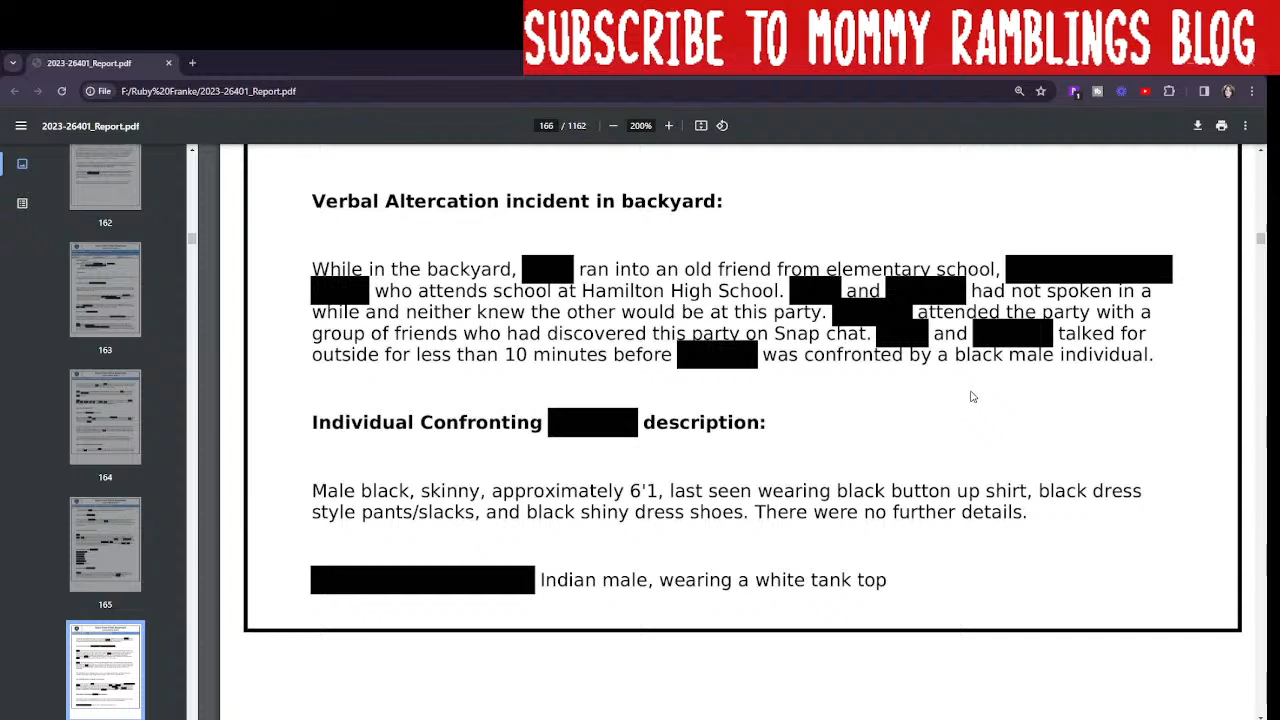 SUBSCRIBE TO MOMMY RAMBLINGS BLOG
2023-26401_Report.pdf
File F:/Ruby%20Franke/2023-26401_Report.pdf
2023-26401_Report.pdf 166 / 1162 200%
162
163
164
165
Verbal Altercation incident in backyard:
While in the backyard, ran into an old friend from elementary school,
who attends school at Hamilton High School. and had not spoken in a
while and neither knew the other would be at this party. attended the party with a
group of friends who had discovered this party on Snap chat. and talked for
outside for less than 10 minutes before was confronted by a black male individual.
Individual Confronting description:
Male black, skinny, approximately 6'1, last seen wearing black button up shirt, black dress
style pants/slacks, and black shiny dress shoes. There were no further details.
Indian male, wearing a white tank top